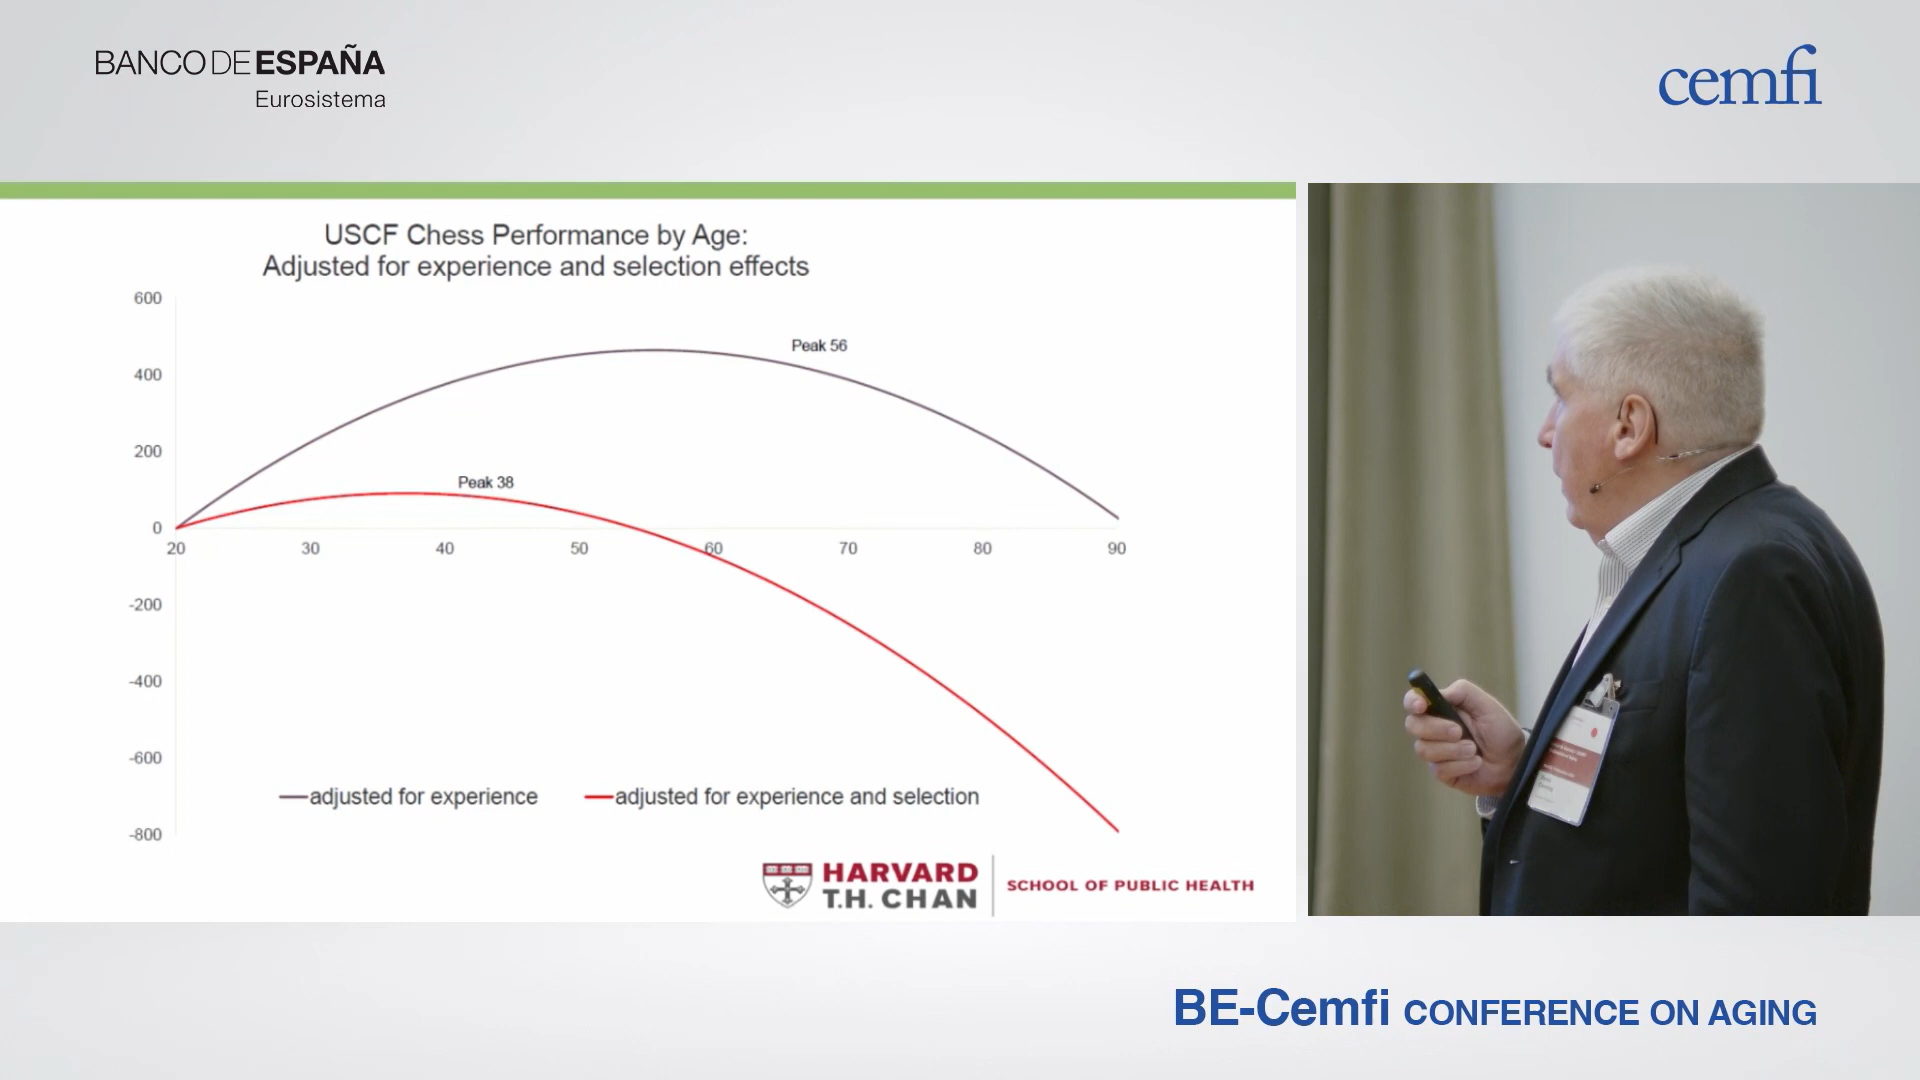 BANCO DE ESPAÑA
Eurosistema
cemfi
USCF Chess Performance by Age:
Adjusted for experience and selection effects
600
400
200
0
-200
-400
-600
-800
20 30 40 50 60 70 80 90
Peak 56
Peak 38
adjusted for experience
adjusted for experience and selection
HARVARD
T.H. CHAN
SCHOOL OF PUBLIC HEALTH
BE-Cemfi CONFERENCE ON AGING